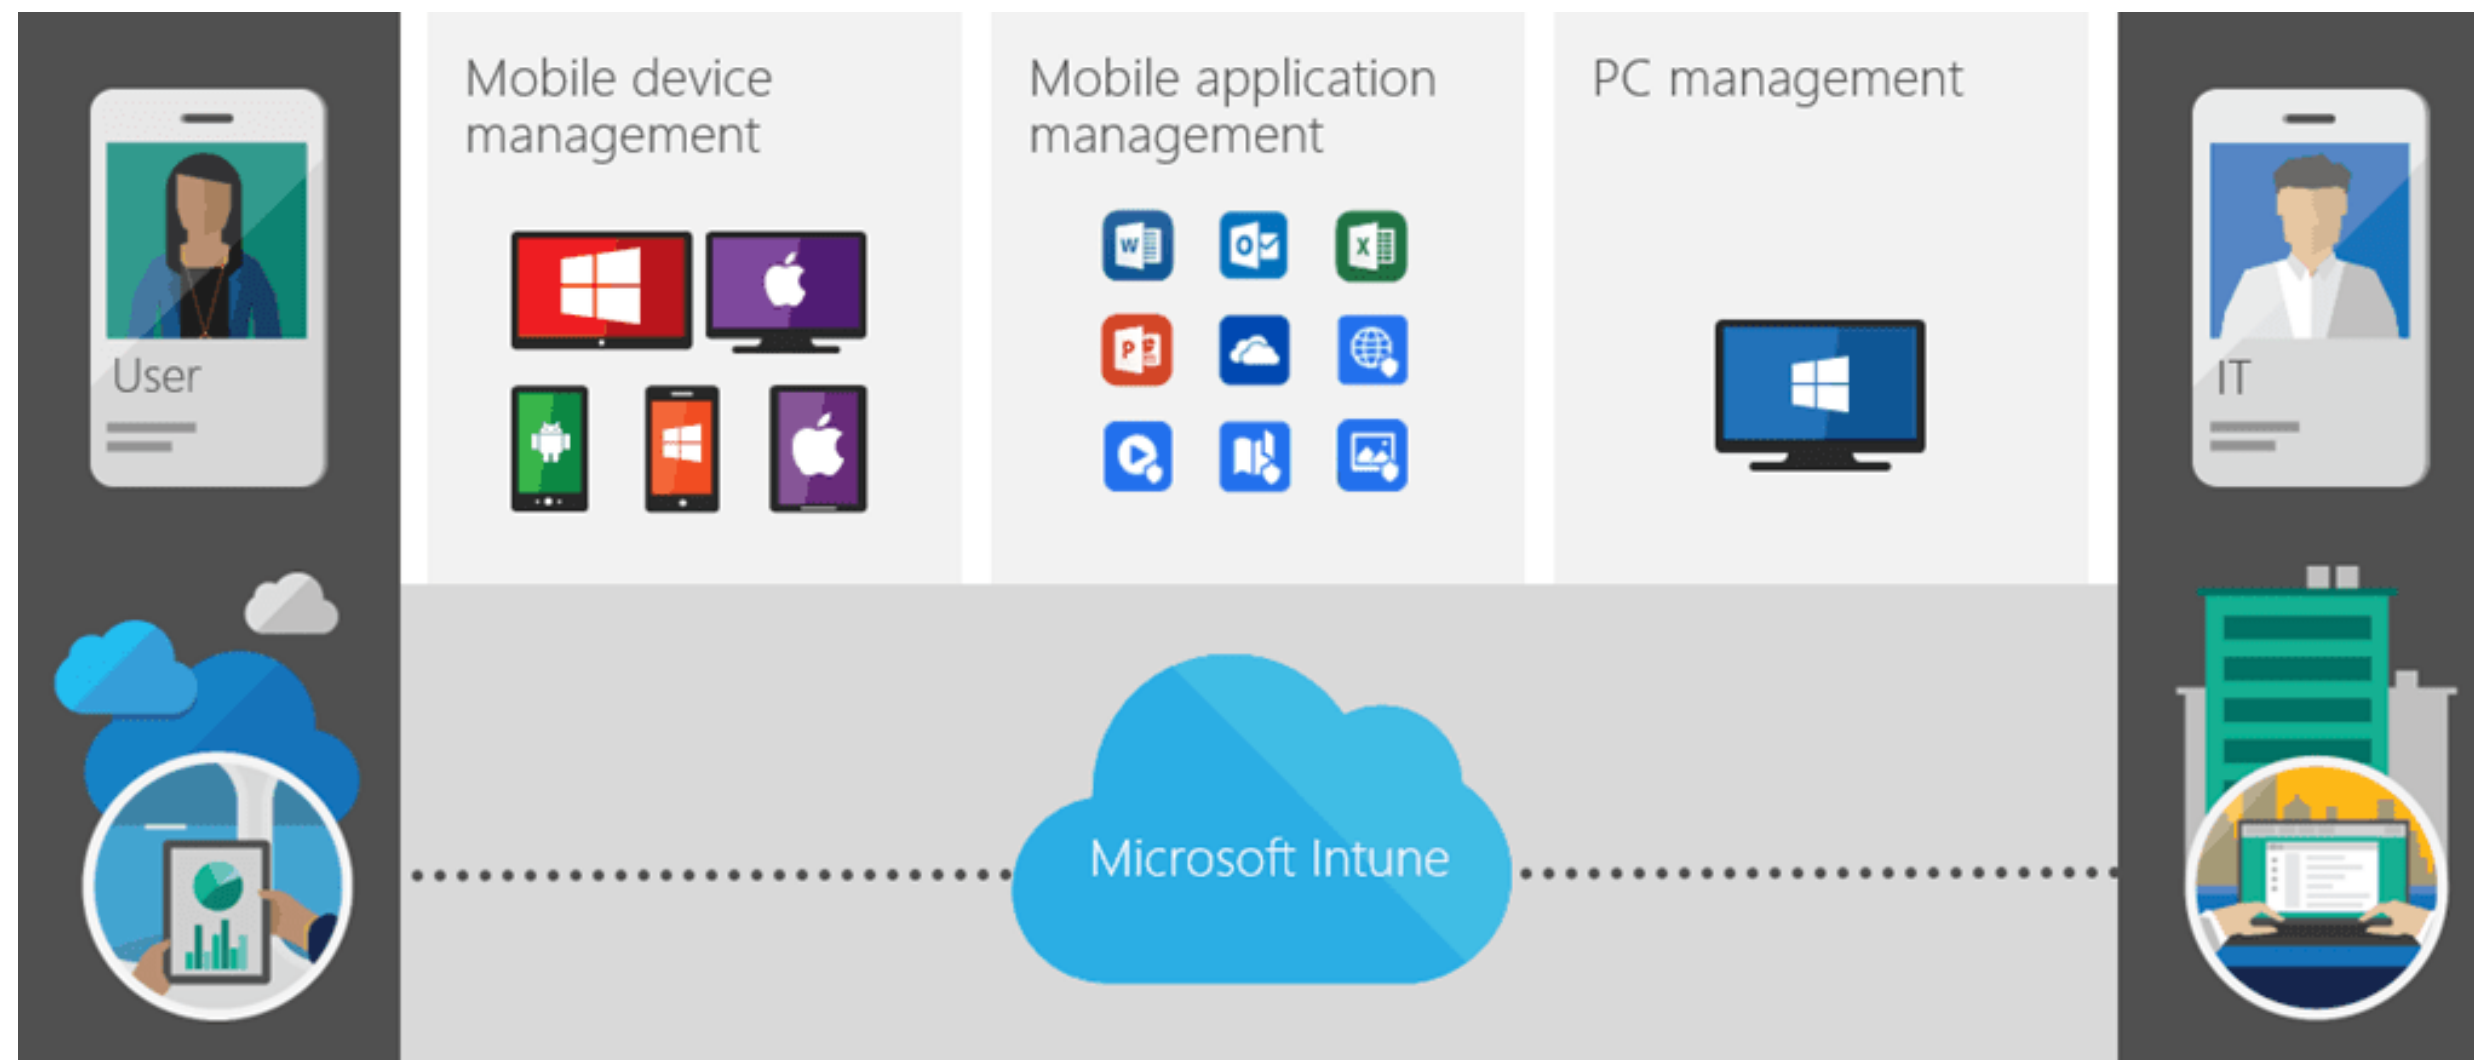 Mobile device
management
Mobile application
management
PC management
W
O
X
P
User
IT
Microsoft Intune